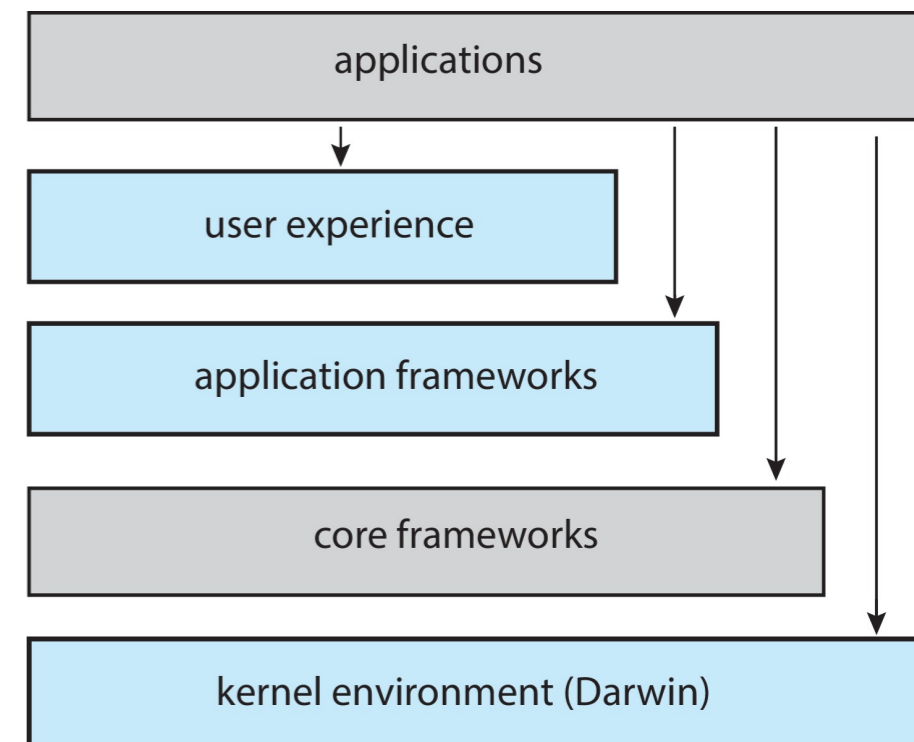 applications
user experience
application frameworks
core frameworks
kernel environment (Darwin)